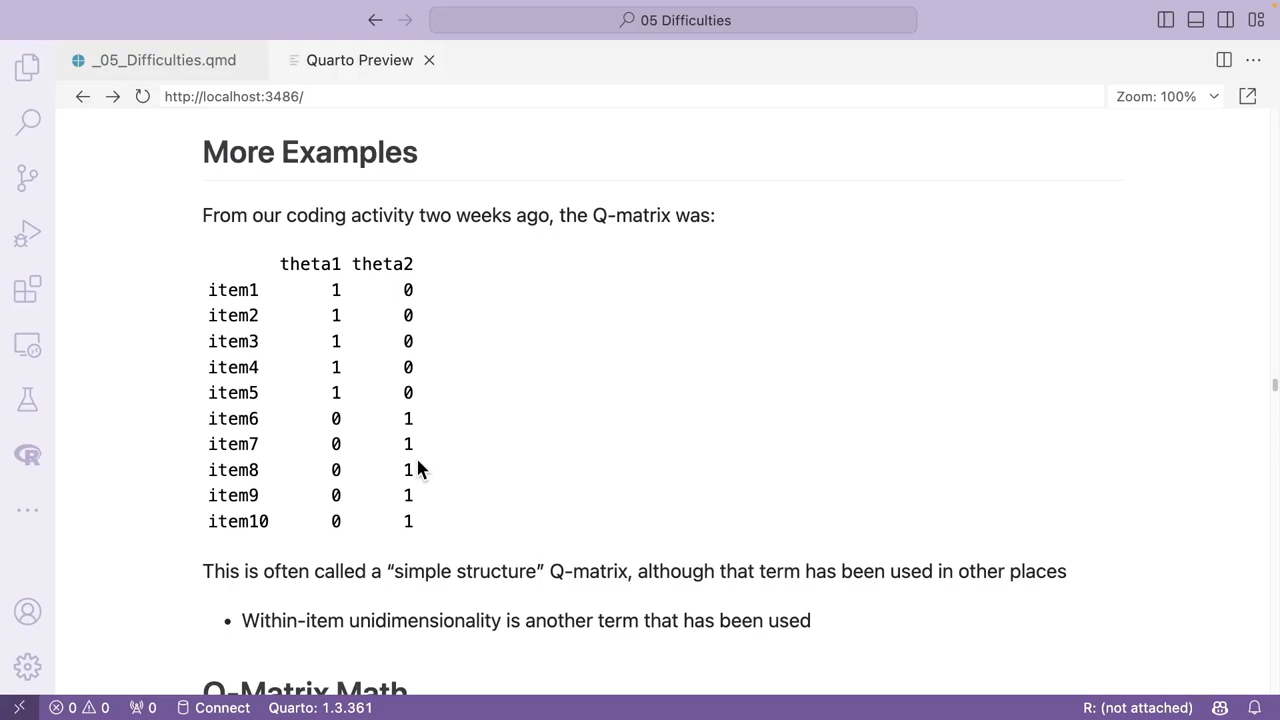 05 Difficulties
_05_Difficulties.qmd
Quarto Preview
http://localhost:3486/
Zoom: 100%
More Examples
From our coding activity two weeks ago, the Q-matrix was:
theta1 theta2
item1 1 0
item2 1 0
item3 1 0
item4 1 0
item5 1 0
item6 0 1
item7 0 1
item8 0 1
item9 0 1
item10 0 1
This is often called a “simple structure” Q-matrix, although that term has been used in other places
• Within-item unidimensionality is another term that has been used
Q-Matrix Math
0 0 0 Connect Quarto: 1.3.361 R: (not attached)